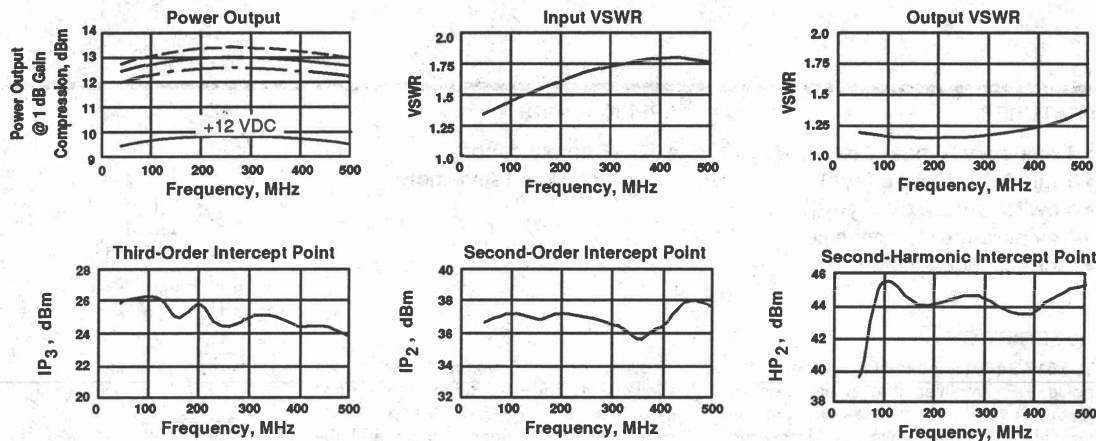 Power Output
Power Output
@ 1 dB Gain
Compression, dBm
14
13
12
11
10
9
+12 VDC
0 100 200 300 400 500
Frequency, MHz
Input VSWR
VSWR
2.0
1.75
1.5
1.25
1.0
0 100 200 300 400 500
Frequency, MHz
Output VSWR
VSWR
2.0
1.75
1.5
1.25
1.0
0 100 200 300 400 500
Frequency, MHz
Third-Order Intercept Point
IP3, dBm
28
26
24
22
20
0 100 200 300 400 500
Frequency, MHz
Second-Order Intercept Point
IP2, dBm
40
38
36
34
32
0 100 200 300 400 500
Frequency, MHz
Second-Harmonic Intercept Point
HP2, dBm
46
44
42
40
38
0 100 200 300 400 500
Frequency, MHz